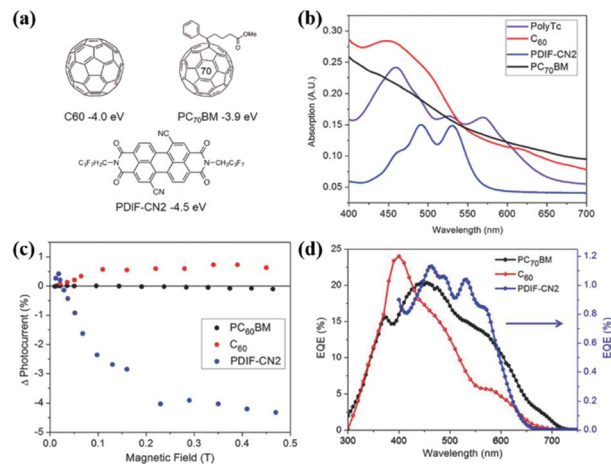 (a)
OMe
O
70
C60 -4.0 eV
PC70BM -3.9 eV
CN
O
O
C3F7H2C-N
N-CH2C3F7
O
O
CN
PDIF-CN2 -4.5 eV
(b)
Absorption (A.U.)
0.30
0.25
0.20
0.15
0.10
0.05
400 450 500 550 600 650 700
Wavelength (nm)
PolyTc
C60
PDIF-CN2
PC70BM
(c)
Δ Photocurrent (%)
1
0
-1
-2
-3
-4
-5
0.0 0.1 0.2 0.3 0.4 0.5
Magnetic Field (T)
PC60BM
C60
PDIF-CN2
(d)
EQE (%)
25
20
15
10
5
0
300 400 500 600 700
Wavelength (nm)
PC70BM
C60
PDIF-CN2
1.2
1.0
0.8
0.6
0.4
0.2
0.0
EQE (%)